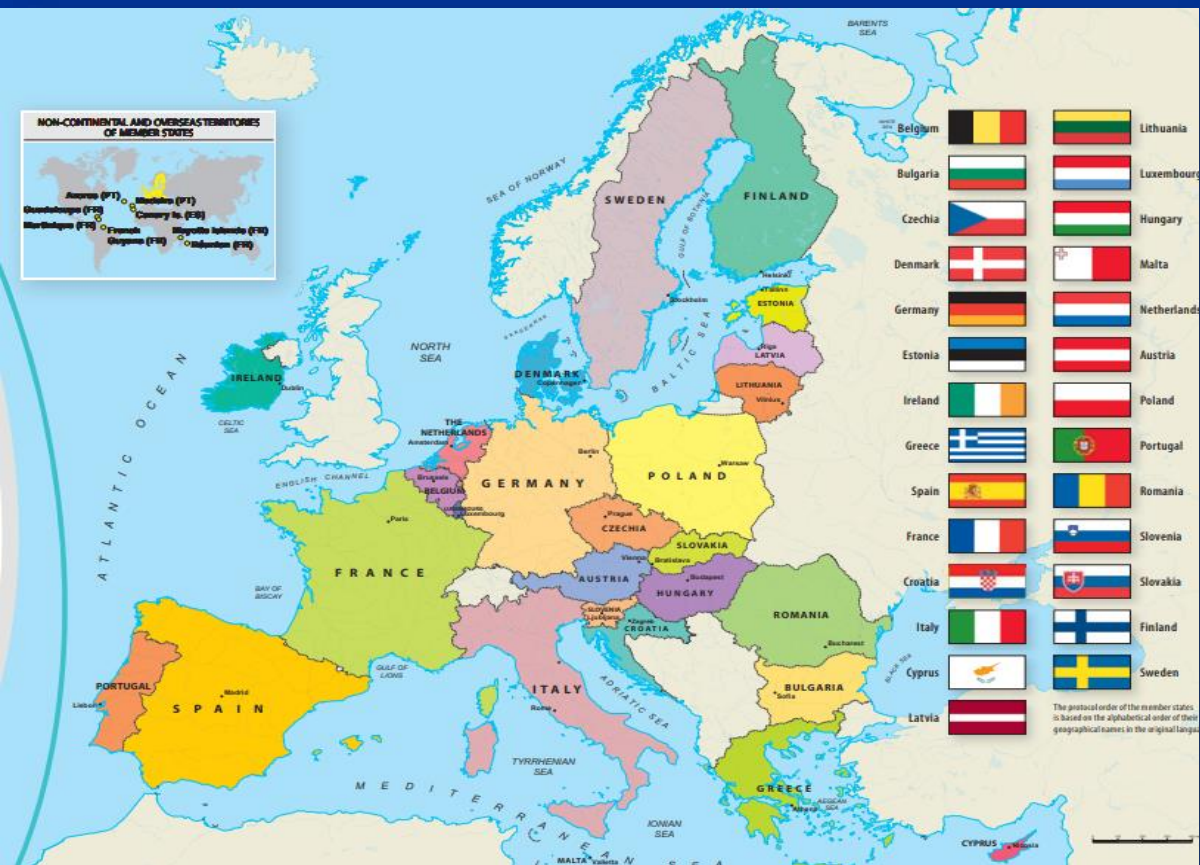 BARENTS
SEA
NON-CONTINENTAL AND OVERSEAS TERRITORIES
OF MEMBER STATES
Azores (PT)
Madeira (PT)
Guadeloupe (FR)
Canary Is. (ES)
Martinique (FR)
French
Guyana (FR)
Mayotte Islands (FR)
Réunion (FR)
SEA OF NORWAY
SWEDEN
FINLAND
GULF OF BOTHNIA
Helsinki
Tallinn
Stockholm
ESTONIA
SKAGERRAK
NORTH
SEA
BALTIC SEA
Riga
LATVIA
DENMARK
Copenhagen
LITHUANIA
Vilnius
IRELAND
Dublin
ATLANTIC OCEAN
CELTIC
SEA
THE
NETHERLANDS
Amsterdam
Berlin
Warsaw
ENGLISH CHANNEL
Brussels
BELGIUM
GERMANY
POLAND
LUXEMBOURG
Luxembourg
Paris
Prague
CZECHIA
SLOVAKIA
Vienna
Bratislava
FRANCE
AUSTRIA
Budapest
HUNGARY
BAY OF
BISCAY
SLOVENIA
Ljubljana
Zagreb
CROATIA
ROMANIA
Bucharest
GULF OF
LIONS
BLACK SEA
PORTUGAL
Lisbon
Madrid
SPAIN
ITALY
Rome
ADRIATIC SEA
BULGARIA
Sofia
TYRRHENIAN
SEA
MEDITERRANEAN SEA
GREECE
Athens
AEGEAN
SEA
IONIAN
SEA
MALTA
Valletta
CYPRUS
Nicosia
WHITE
SEA
Belgium
Lithuania
Bulgaria
Luxembourg
Czechia
Hungary
Denmark
Malta
Germany
Netherlands
Estonia
Austria
Ireland
Poland
Greece
Portugal
Spain
Romania
France
Slovenia
Croatia
Slovakia
Italy
Finland
Cyprus
Sweden
Latvia
The protocol order of the member states
is based on the alphabetical order of their
geographical names in the original langua